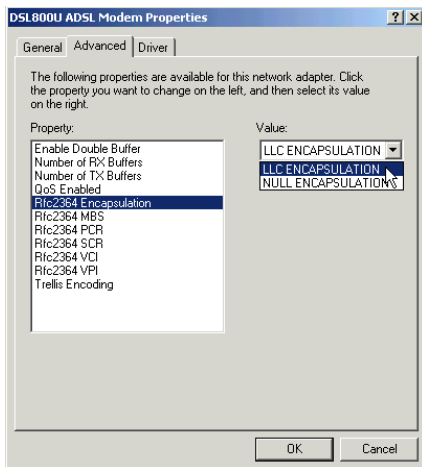 DSL800U ADSL Modem Properties
General Advanced Driver
The following properties are available for this network adapter. Click
the property you want to change on the left, and then select its value
on the right.
Property:
Value:
Enable Double Buffer
Number of RX Buffers
Number of TX Buffers
QoS Enabled
Rfc2364 Encapsulation
Rfc2364 MBS
Rfc2364 PCR
Rfc2364 SCR
Rfc2364 VCI
Rfc2364 VPI
Trellis Encoding
LLC ENCAPSULATION
LLC ENCAPSULATION
NULL ENCAPSULATION
OK
Cancel